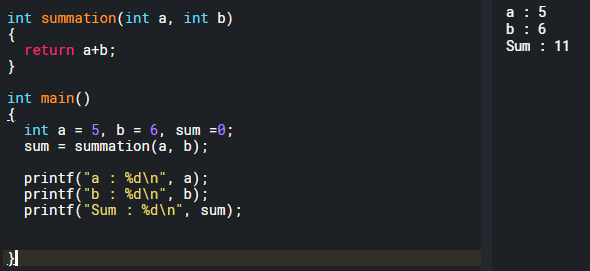 int summation(int a, int b)
{
  return a+b;
}
int main()
{
  int a = 5, b = 6, sum =0;
  sum = summation(a, b);
  printf("a : %d\n", a);
  printf("b : %d\n", b);
  printf("Sum : %d\n", sum);
}
a : 5
b : 6
Sum : 11